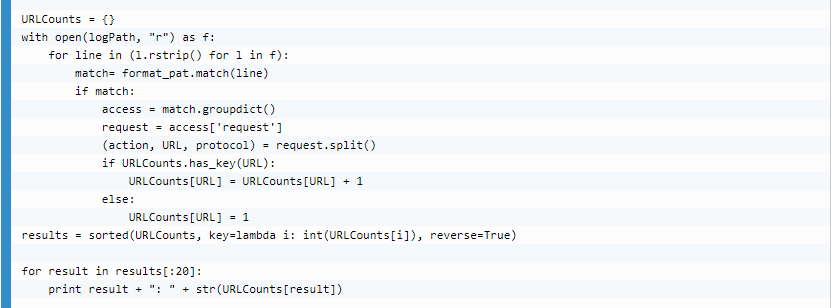 URLCounts = {}
with open(logPath, "r") as f:
    for line in (l.rstrip() for l in f):
        match= format_pat.match(line)
        if match:
            access = match.groupdict()
            request = access['request']
            (action, URL, protocol) = request.split()
            if URLCounts.has_key(URL):
                URLCounts[URL] = URLCounts[URL] + 1
            else:
                URLCounts[URL] = 1
results = sorted(URLCounts, key=lambda i: int(URLCounts[i]), reverse=True)

for result in results[:20]:
    print result + ": " + str(URLCounts[result])